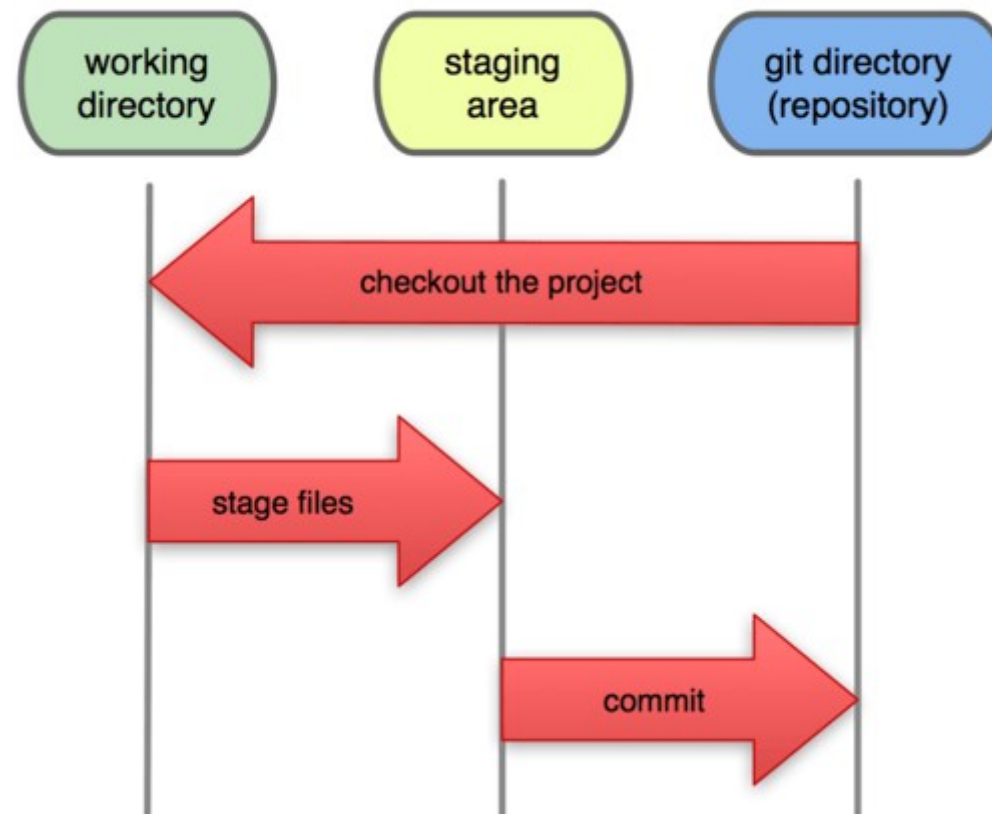 working
directory
staging
area
git directory
(repository)
checkout the project
stage files
commit